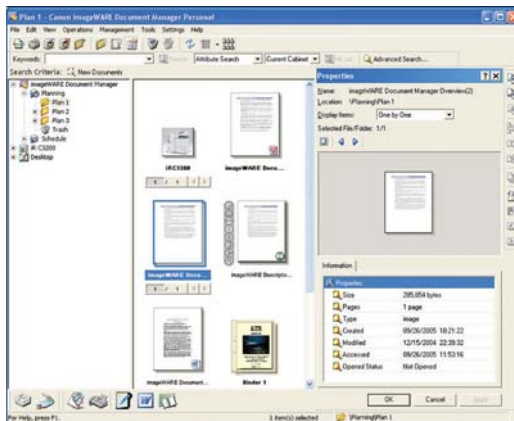 Plan 1 - Canon imageWARE Document Manager Personal
File Edit View Operations Management Tools Settings Help
Keywords: Search Attribute Search Current Cabinet Advanced Search...
Search Criteria: New Documents
imageWARE Document Manager
Planning
Plan 1
Plan 2
Plan 3
Trash
Schedule
iR C3200
Desktop
iRC3200
imageWARE Docu...
1 / 1
imageWARE Docu...
imageWARE Descriptio...
1 / 1
imageWARE Document...
Binder 1
Properties
Name: imageWARE Document Manager Overview(2)
Location: \Planning\Plan 1
Display Items: One by One
Selected File/Folder: 1/1
Information
Properties
Size 285,854 bytes
Pages 1 page
Type image
Created 09/26/2005 10:21:22
Modified 12/15/2004 22:39:32
Accessed 09/26/2005 11:53:16
Opened Status Not Opened
OK Cancel Apply
For Help, press F1. 1 item(s) selected \Planning\Plan 1